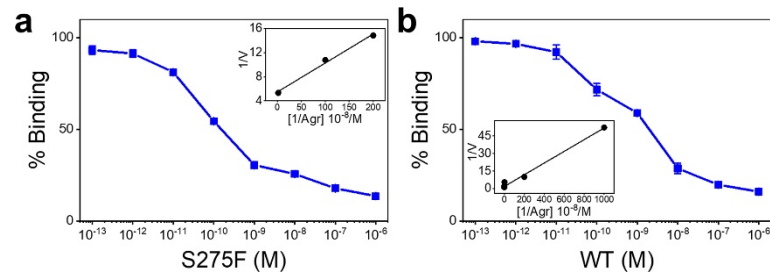 a
% Binding
100
50
0
10⁻¹³ 10⁻¹² 10⁻¹¹ 10⁻¹⁰ 10⁻⁹ 10⁻⁸ 10⁻⁷ 10⁻⁶
S275F (M)
1/V
16
12
8
4
0 50 100 150 200
[1/Agr] 10⁻⁸/M
b
% Binding
100
50
0
10⁻¹³ 10⁻¹² 10⁻¹¹ 10⁻¹⁰ 10⁻⁹ 10⁻⁸ 10⁻⁷ 10⁻⁶
WT (M)
1/V
45
30
15
0
0 200 400 600 800 1000
[1/Agr] 10⁻⁸/M